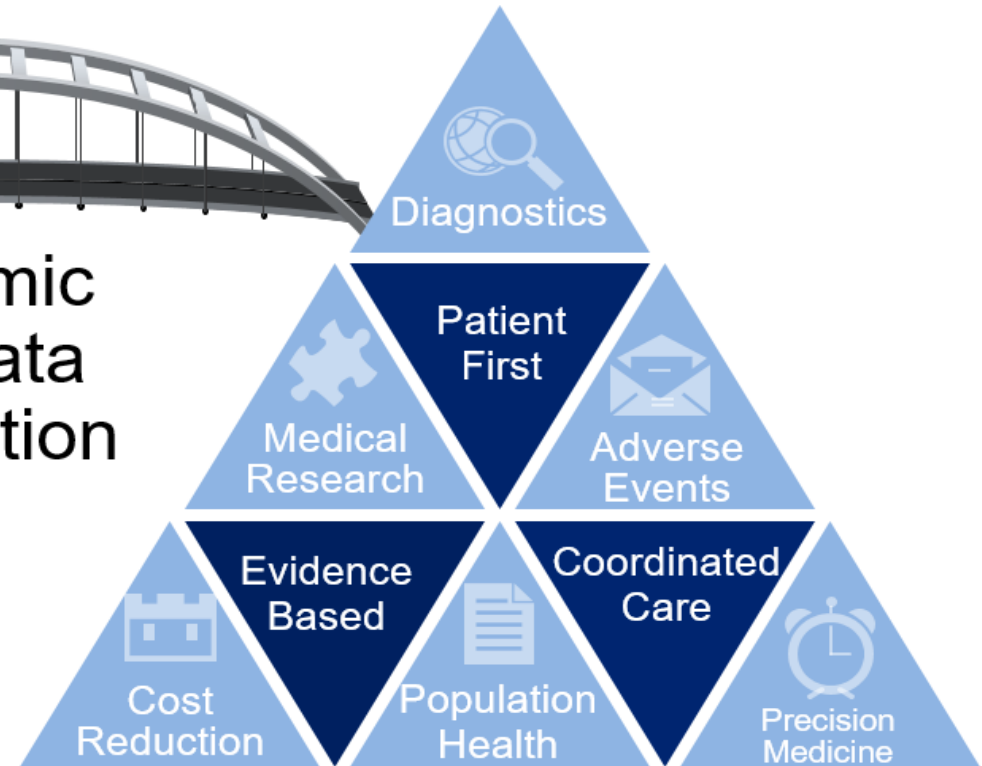 Diagnostics
mic
ata
tion
Patient
First
Medical
Research
Adverse
Events
Evidence
Based
Coordinated
Care
Cost
Reduction
Population
Health
Precision
Medicine